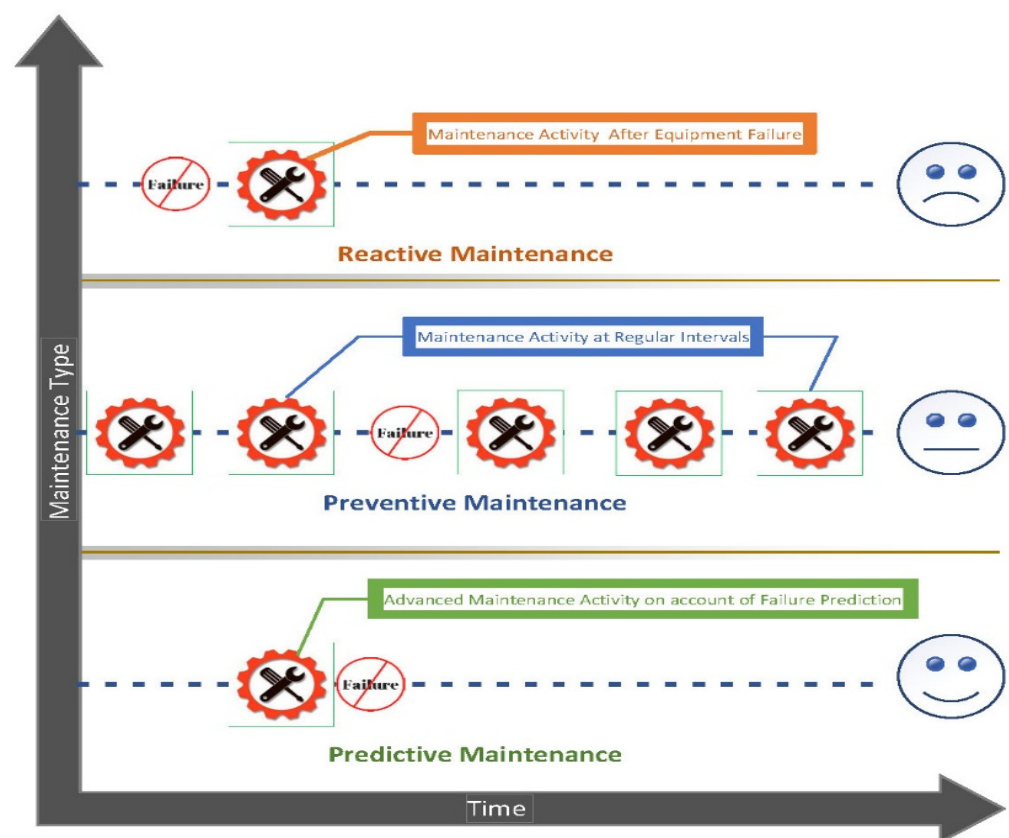 Maintenance Activity After Equipment Failure
Failure
Reactive Maintenance
Maintenance Type
Maintenance Activity at Regular Intervals
Failure
Preventive Maintenance
Advanced Maintenance Activity on account of Failure Prediction
Failure
Predictive Maintenance
Time